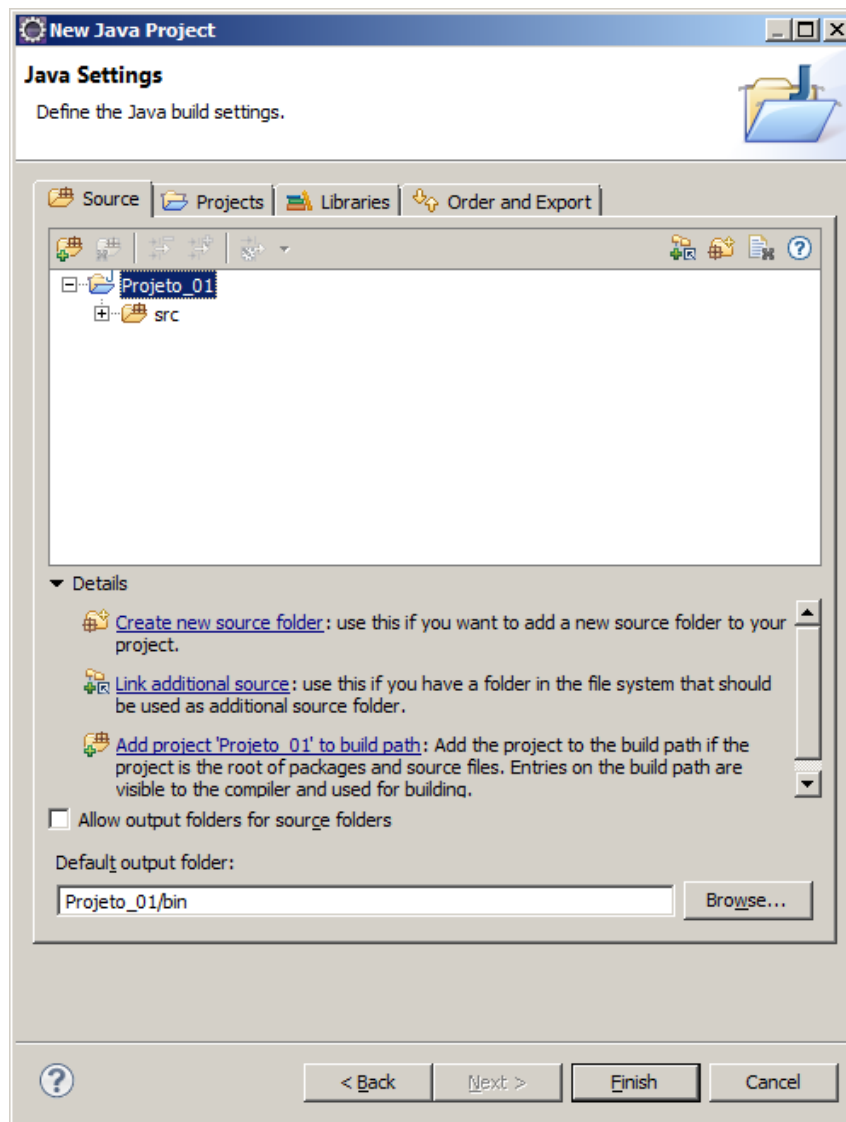 New Java Project
Java Settings
Define the Java build settings.
Source Projects Libraries Order and Export
Projeto_01
src
Details
Create new source folder: use this if you want to add a new source folder to your
project.
Link additional source: use this if you have a folder in the file system that should
be used as additional source folder.
Add project 'Projeto_01' to build path: Add the project to the build path if the
project is the root of packages and source files. Entries on the build path are
visible to the compiler and used for building.
Allow output folders for source folders
Default output folder:
Projeto_01/bin Browse...
< Back Next > Finish Cancel